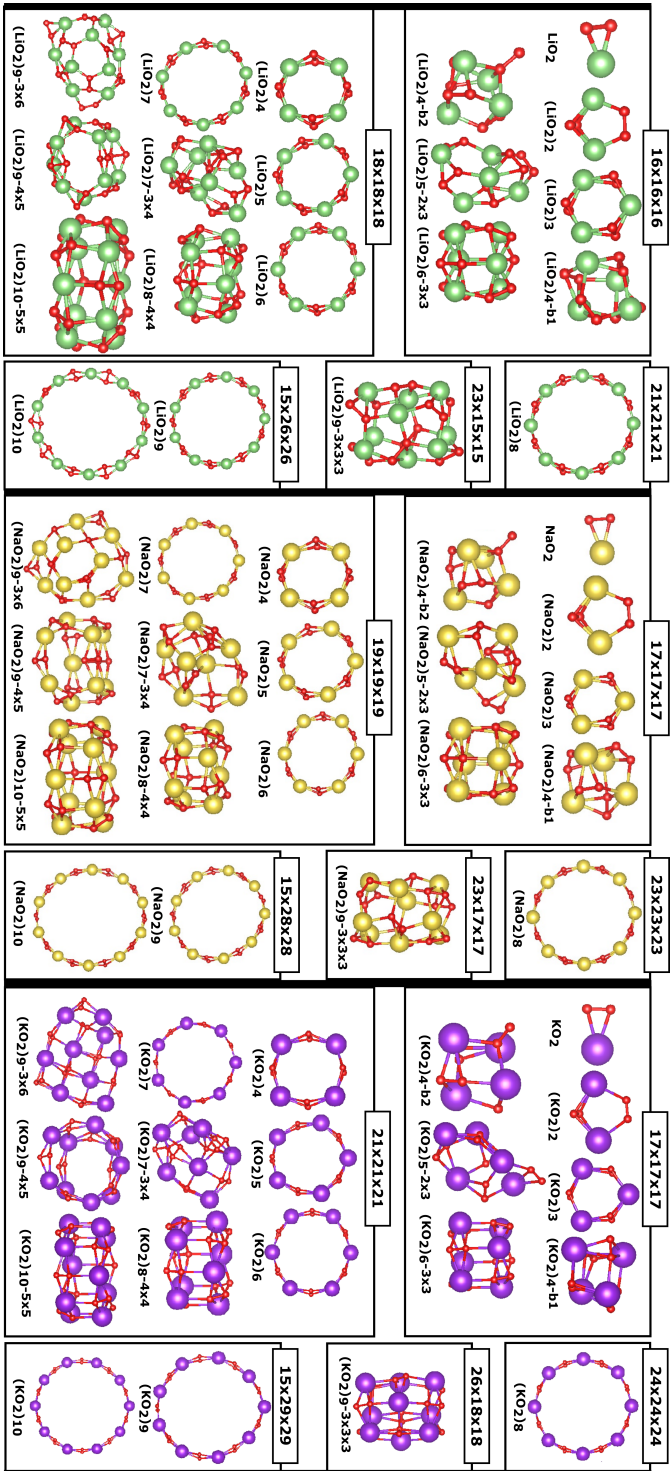 16x16x16
LiO2
(LiO2)2
(LiO2)3
(LiO2)4-b1
(LiO2)4-b2
(LiO2)5-2x3
(LiO2)6-3x3
18x18x18
(LiO2)4
(LiO2)5
(LiO2)6
(LiO2)7
(LiO2)7-3x4
(LiO2)8-4x4
(LiO2)9-3x6
(LiO2)9-4x5
(LiO2)10-5x5
21x21x21
(LiO2)8
23x15x15
(LiO2)9-3x3x3
15x26x26
(LiO2)9
(LiO2)10
17x17x17
NaO2
(NaO2)2
(NaO2)3
(NaO2)4-b1
(NaO2)4-b2
(NaO2)5-2x3
(NaO2)6-3x3
19x19x19
(NaO2)4
(NaO2)5
(NaO2)6
(NaO2)7
(NaO2)7-3x4
(NaO2)8-4x4
(NaO2)9-3x6
(NaO2)9-4x5
(NaO2)10-5x5
23x23x23
(NaO2)8
23x17x17
(NaO2)9-3x3x3
15x28x28
(NaO2)9
(NaO2)10
17x17x17
KO2
(KO2)2
(KO2)3
(KO2)4-b1
(KO2)4-b2
(KO2)5-2x3
(KO2)6-3x3
21x21x21
(KO2)4
(KO2)5
(KO2)6
(KO2)7
(KO2)7-3x4
(KO2)8-4x4
(KO2)9-3x6
(KO2)9-4x5
(KO2)10-5x5
24x24x24
(KO2)8
26x18x18
(KO2)9-3x3x3
15x29x29
(KO2)9
(KO2)10